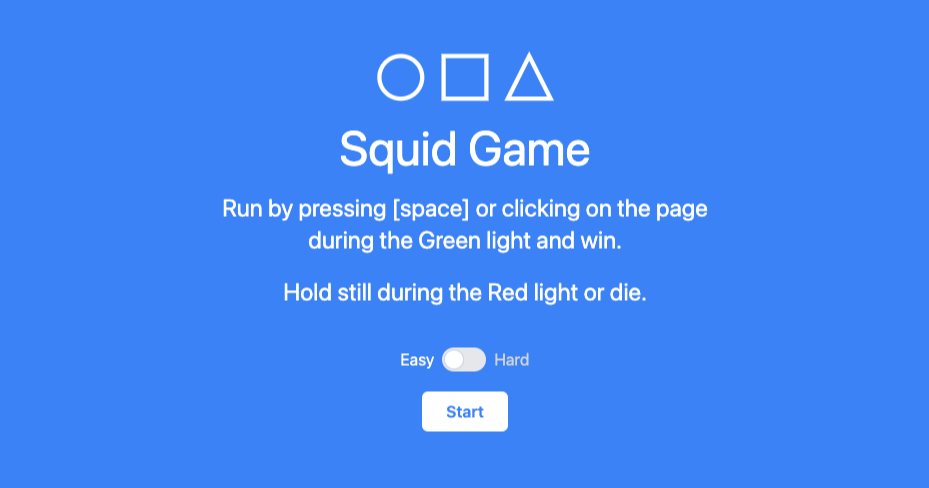 Squid Game
Run by pressing [space] or clicking on the page
during the Green light and win.
Hold still during the Red light or die.
Easy Hard
Start